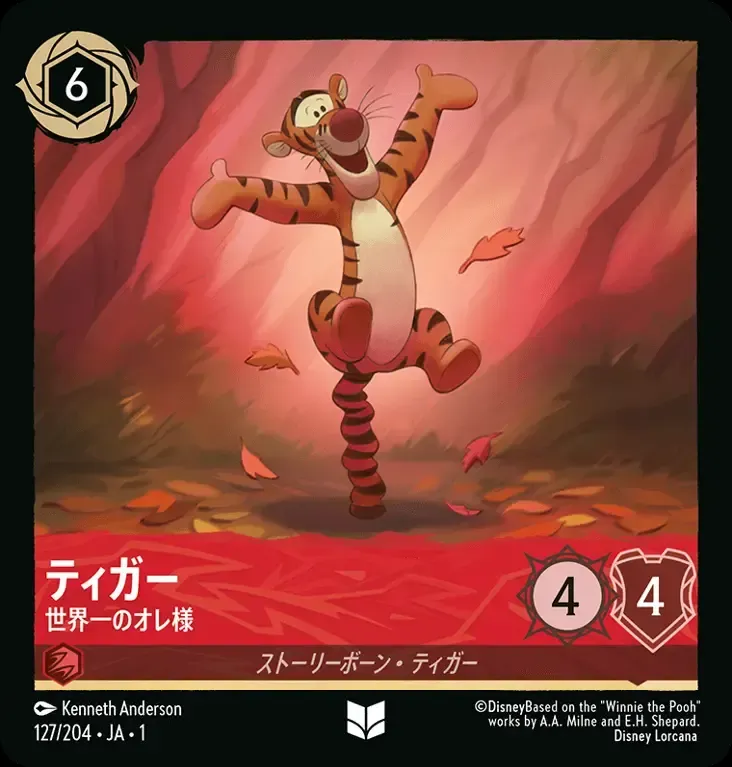 6
ティガー
世界一のオレ様
4
4
ストーリーボーン・ティガー
Kenneth Anderson
127/204 • JA • 1
©DisneyBased on the "Winnie the Pooh"
works by A.A. Milne and E.H. Shepard.
Disney Lorcana